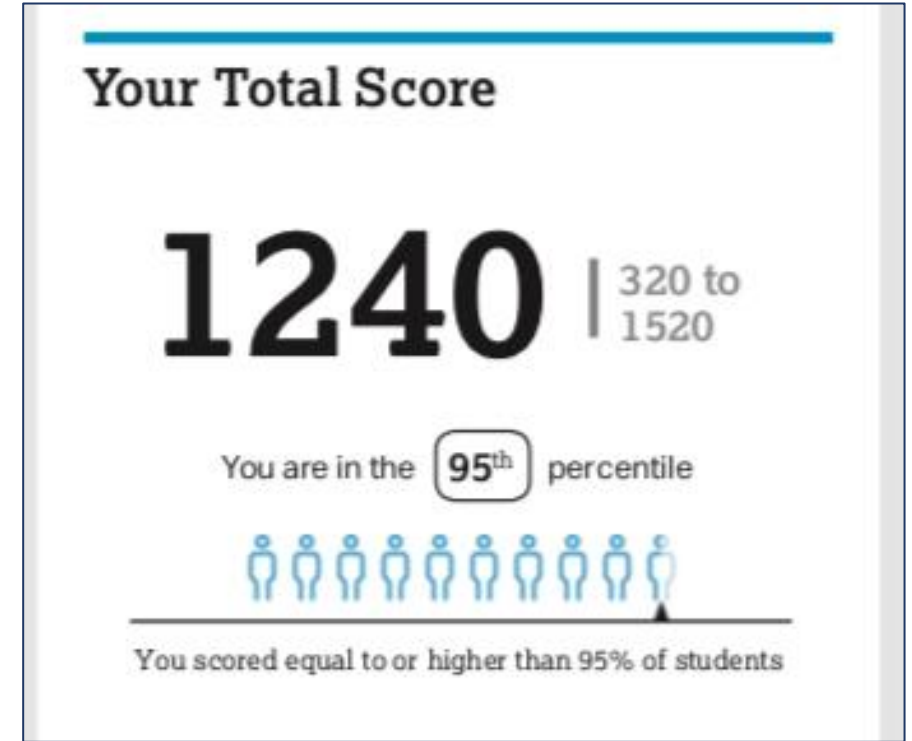 Your Total Score
1240
320 to
1520
You are in the 95th percentile
You scored equal to or higher than 95% of students